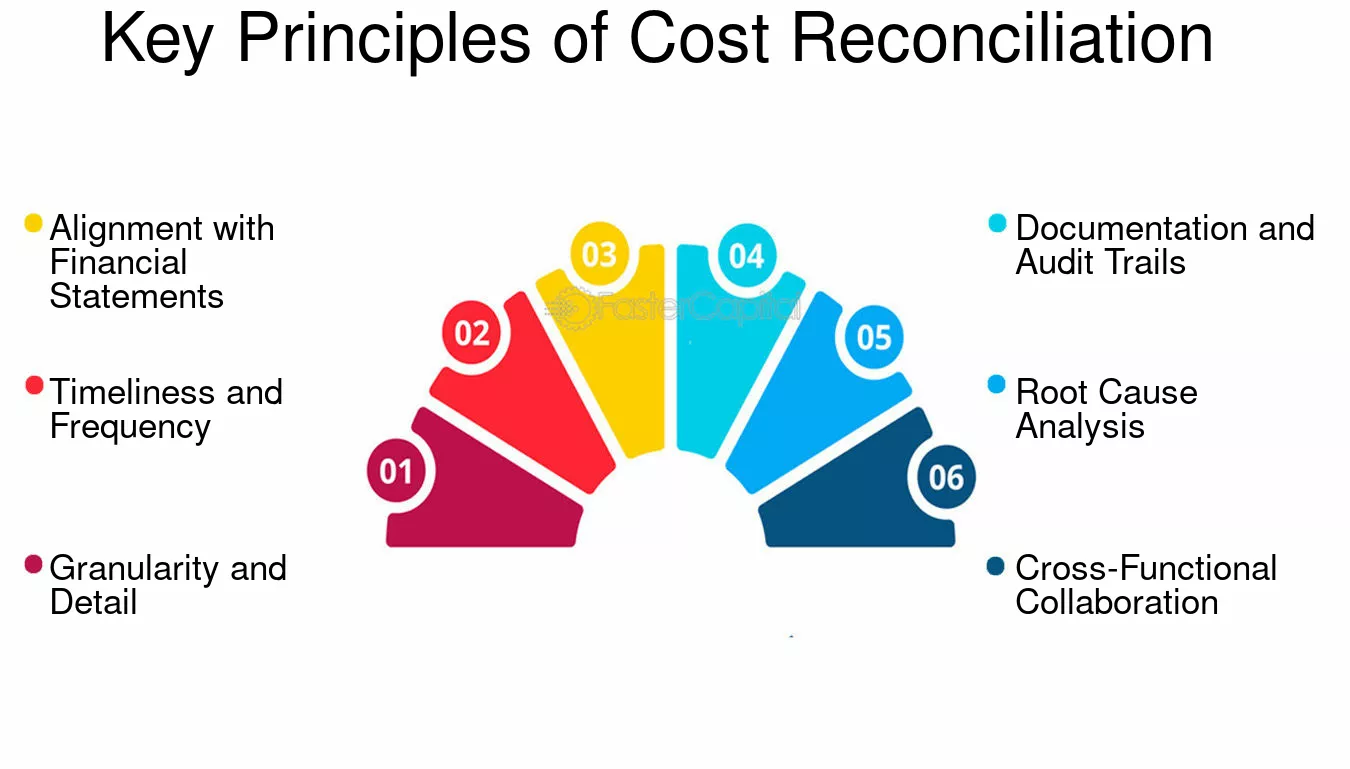 Key Principles of Cost Reconciliation
Alignment with
Financial
Statements
Timeliness and
Frequency
Granularity and
Detail
01
02
03
04
05
06
FasterCapital
Documentation and
Audit Trails
Root Cause
Analysis
Cross-Functional
Collaboration